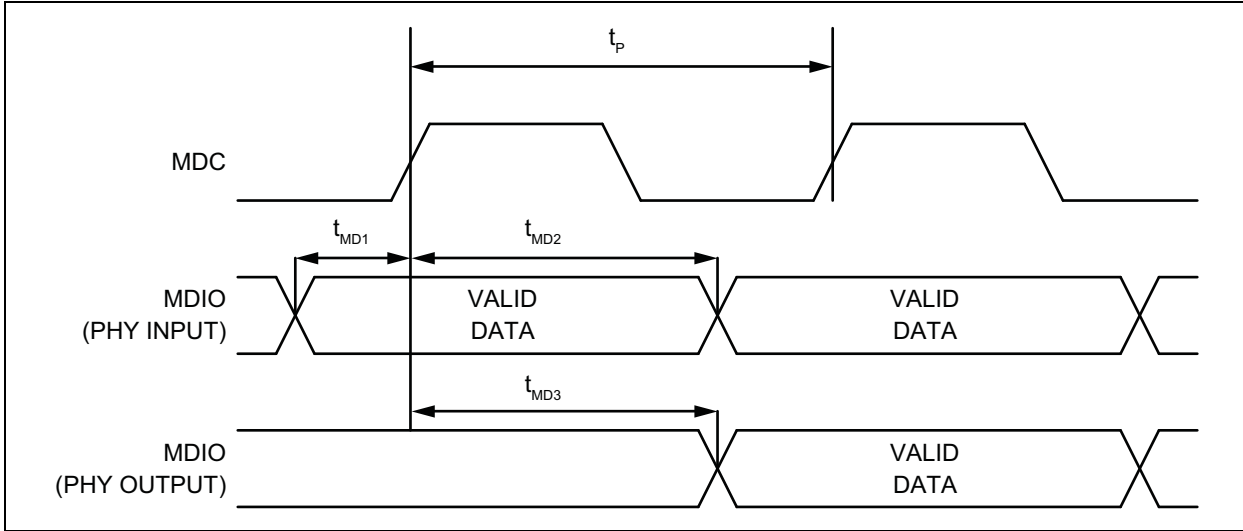 tP
MDC
tMD1
tMD2
MDIO
(PHY INPUT)
VALID
DATA
VALID
DATA
tMD3
MDIO
(PHY OUTPUT)
VALID
DATA